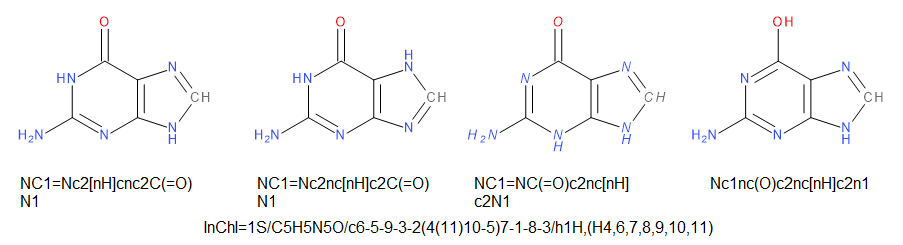 O
HN
N
CH
H2N
N
NH
NC1=Nc2[nH]cnc2C(=O)
N1
O
HN
HN
CH
H2N
N
N
NC1=Nc2nc[nH]c2C(=O)
N1
O
N
N
CH
H2N
NH
NH
NC1=NC(=O)c2nc[nH]
c2N1
OH
N
N
CH
H2N
N
NH
Nc1nc(O)c2nc[nH]c2n1
InChI=1S/C5H5N5O/c6-5-9-3-2(4(11)10-5)7-1-8-3/h1H,(H4,6,7,8,9,10,11)